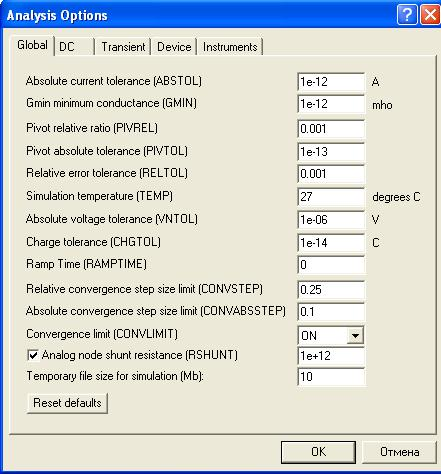 Analysis Options
Global DC Transient Device Instruments
Absolute current tolerance (ABSTOL) 1e-12 A
Gmin minimum conductance (GMIN) 1e-12 mho
Pivot relative ratio (PIVREL) 0.001
Pivot absolute tolerance (PIVTOL) 1e-13
Relative error tolerance (RELTOL) 0.001
Simulation temperature (TEMP) 27 degrees C
Absolute voltage tolerance (VNTOL) 1e-06 V
Charge tolerance (CHGTOL) 1e-14 C
Ramp Time (RAMPTIME) 0
Relative convergence step size limit (CONVSTEP) 0.25
Absolute convergence step size limit (CONVABSSTEP) 0.1
Convergence limit (CONVLIMIT) ON
Analog node shunt resistance (RSHUNT) 1e+12
Temporary file size for simulation (Mb): 10
Reset defaults
OK Отмена